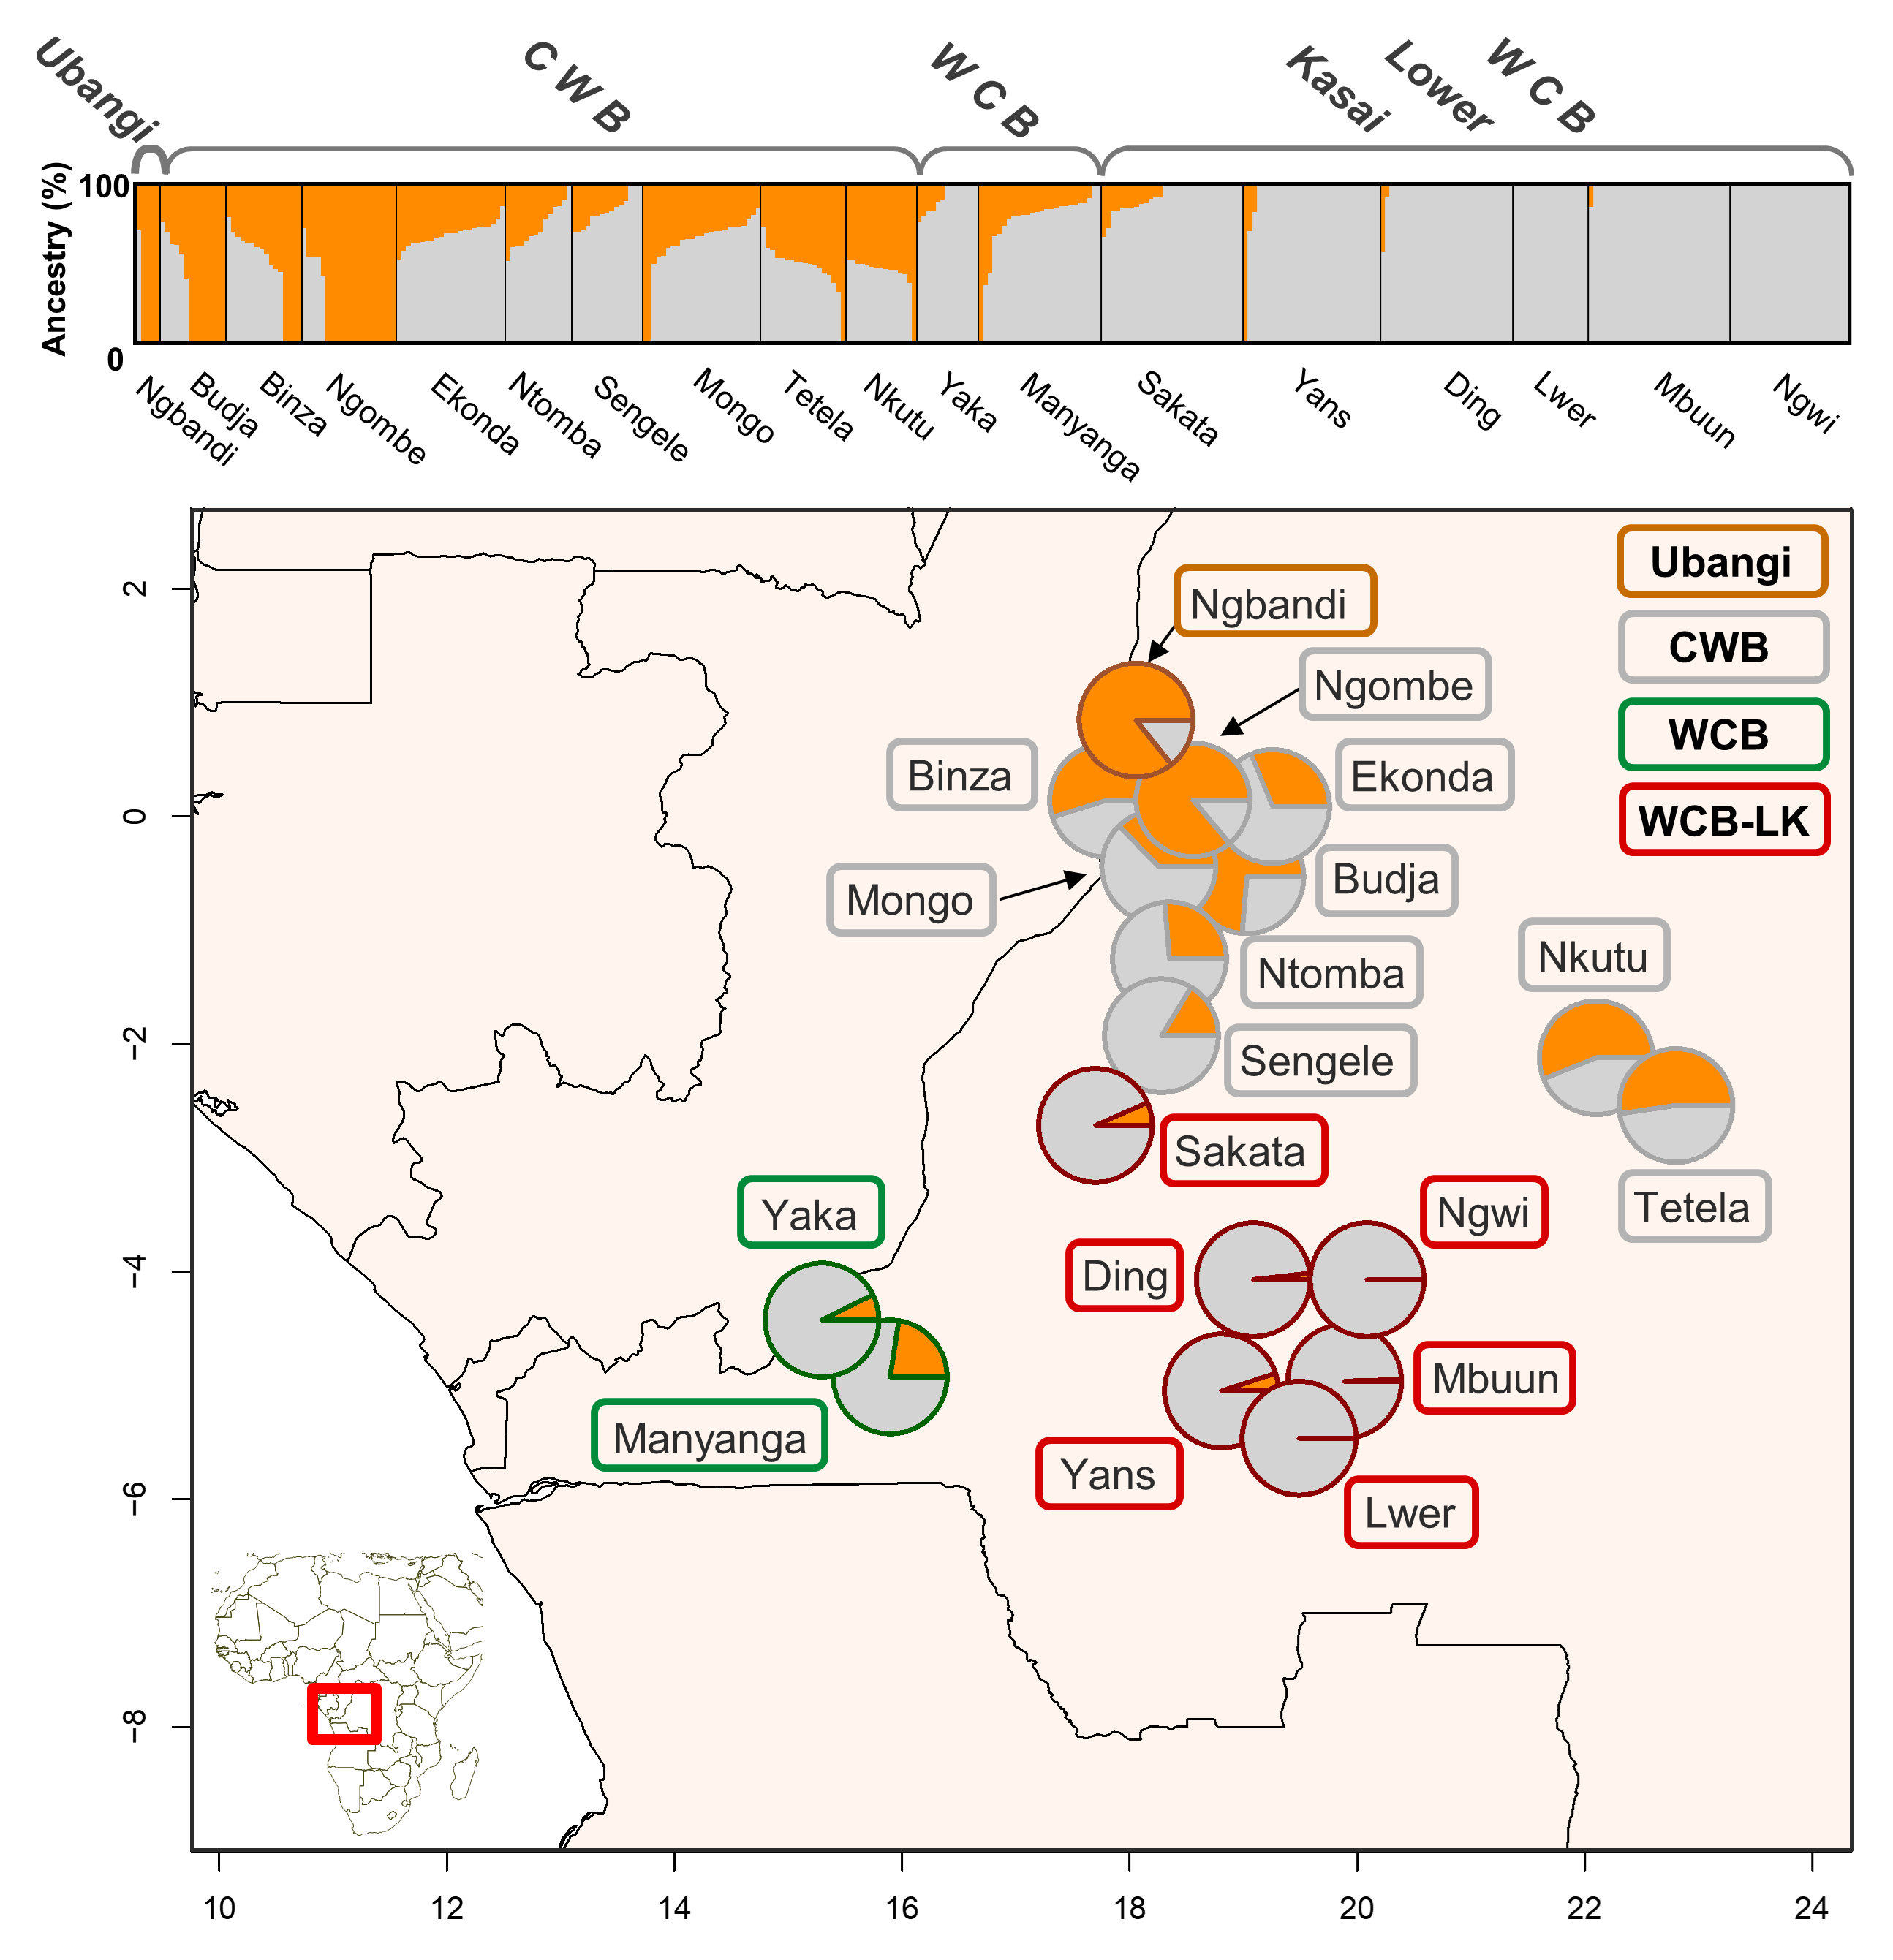 Ubangi
C W B
W C B
Kasai
Lower
W C B
Ancestry (%)
100
0
Ngbandi
Budja
Binza
Ngombe
Ekonda
Ntomba
Sengele
Mongo
Tetela
Nkutu
Yaka
Manyanga
Sakata
Yans
Ding
Lwer
Mbuun
Ngwi
Ubangi
CWB
WCB
WCB-LK
Ngbandi
Ngombe
Binza
Ekonda
Mongo
Budja
Ntomba
Nkutu
Sengele
Sakata
Tetela
Yaka
Ngwi
Ding
Mbuun
Manyanga
Yans
Lwer
2
0
−2
−4
−6
−8
10 12 14 16 18 20 22 24